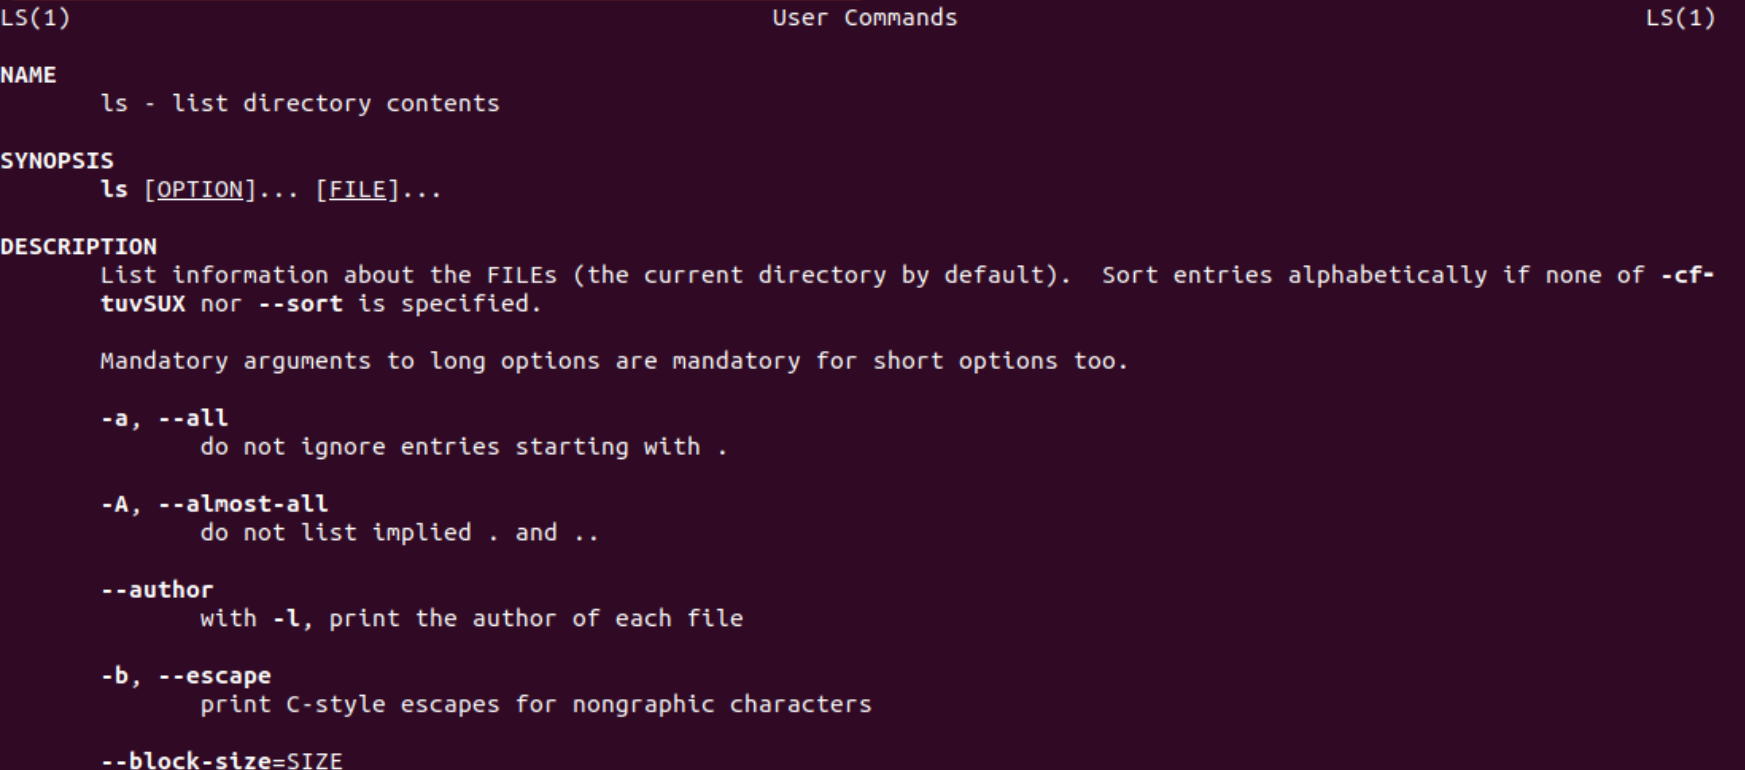 LS(1) User Commands LS(1)
NAME
ls - list directory contents
SYNOPSIS
ls [OPTION]... [FILE]...
DESCRIPTION
List information about the FILEs (the current directory by default).  Sort entries alphabetically if none of -cf-
tuvSUX nor --sort is specified.
Mandatory arguments to long options are mandatory for short options too.
-a, --all
do not ignore entries starting with .
-A, --almost-all
do not list implied . and ..
--author
with -l, print the author of each file
-b, --escape
print C-style escapes for nongraphic characters
--block-size=SIZE